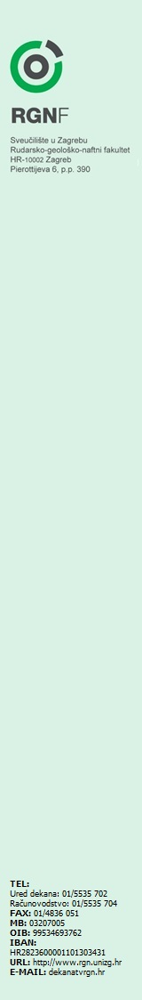 RGNF
Sveučilište u Zagrebu
Rudarsko-geološko-naftni fakultet
HR-10002 Zagreb
Pierottijeva 6, p.p. 390
TEL:
Ured dekana: 01/5535 702
Računovodstvo: 01/5535 704
FAX: 01/4836 051
MB: 03207005
OIB: 99534693762
IBAN:
HR2823600001101303431
URL: http://www.rgn.unizg.hr
E-MAIL: dekanatvrgn.hr